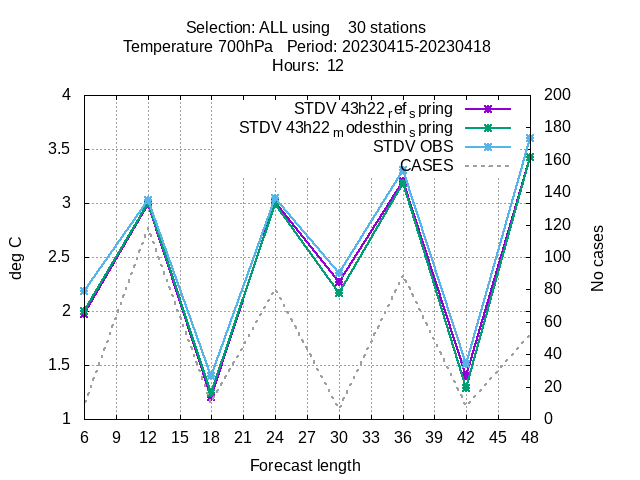 Selection: ALL using    30 stations
Temperature 700hPa   Period: 20230415-20230418
Hours:  12
STDV 43h22 refs pring
STDV 43h22 modesthins pring
STDV OBS
CASES
4
3.5
3
2.5
2
1.5
1
200
180
160
140
120
100
80
60
40
20
0
deg C
No cases
6 9 12 15 18 21 24 27 30 33 36 39 42 45 48
Forecast length